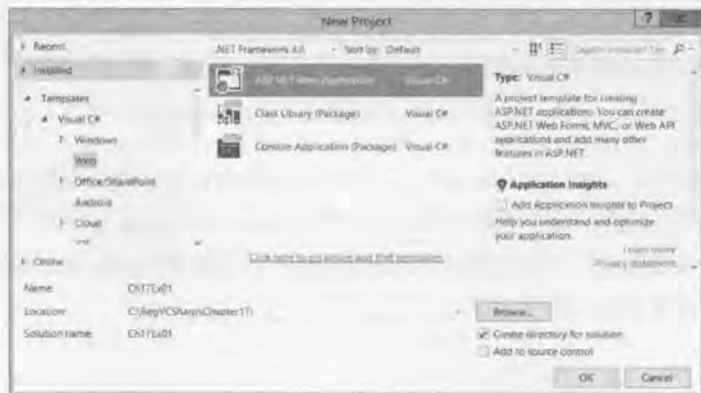 New Project
?
Recent
.NET Framework 4.6 Sort by: Default
Installed
ASP.NET Web Application Visual C#
Type: Visual C#
Templates
A project template for creating
ASP.NET applications. You can create
ASP.NET Web Forms, MVC, or Web API
applications and add many other
features in ASP.NET.
Visual C#
Class Library (Package) Visual C#
Windows
Web
Console Application (Package) Visual C#
Office/SharePoint
Application Insights
Android
Add Application Insights to Project
Cloud
Help you understand and optimize
your application.
Online
Click here to go online and find templates.
Learn more
Privacy statement
Name: Ch17Ex01
Location: C:\BegVCSharp\Chapter17\
Browse...
Solution name: Ch17Ex01
Create directory for solution
Add to source control
OK Cancel